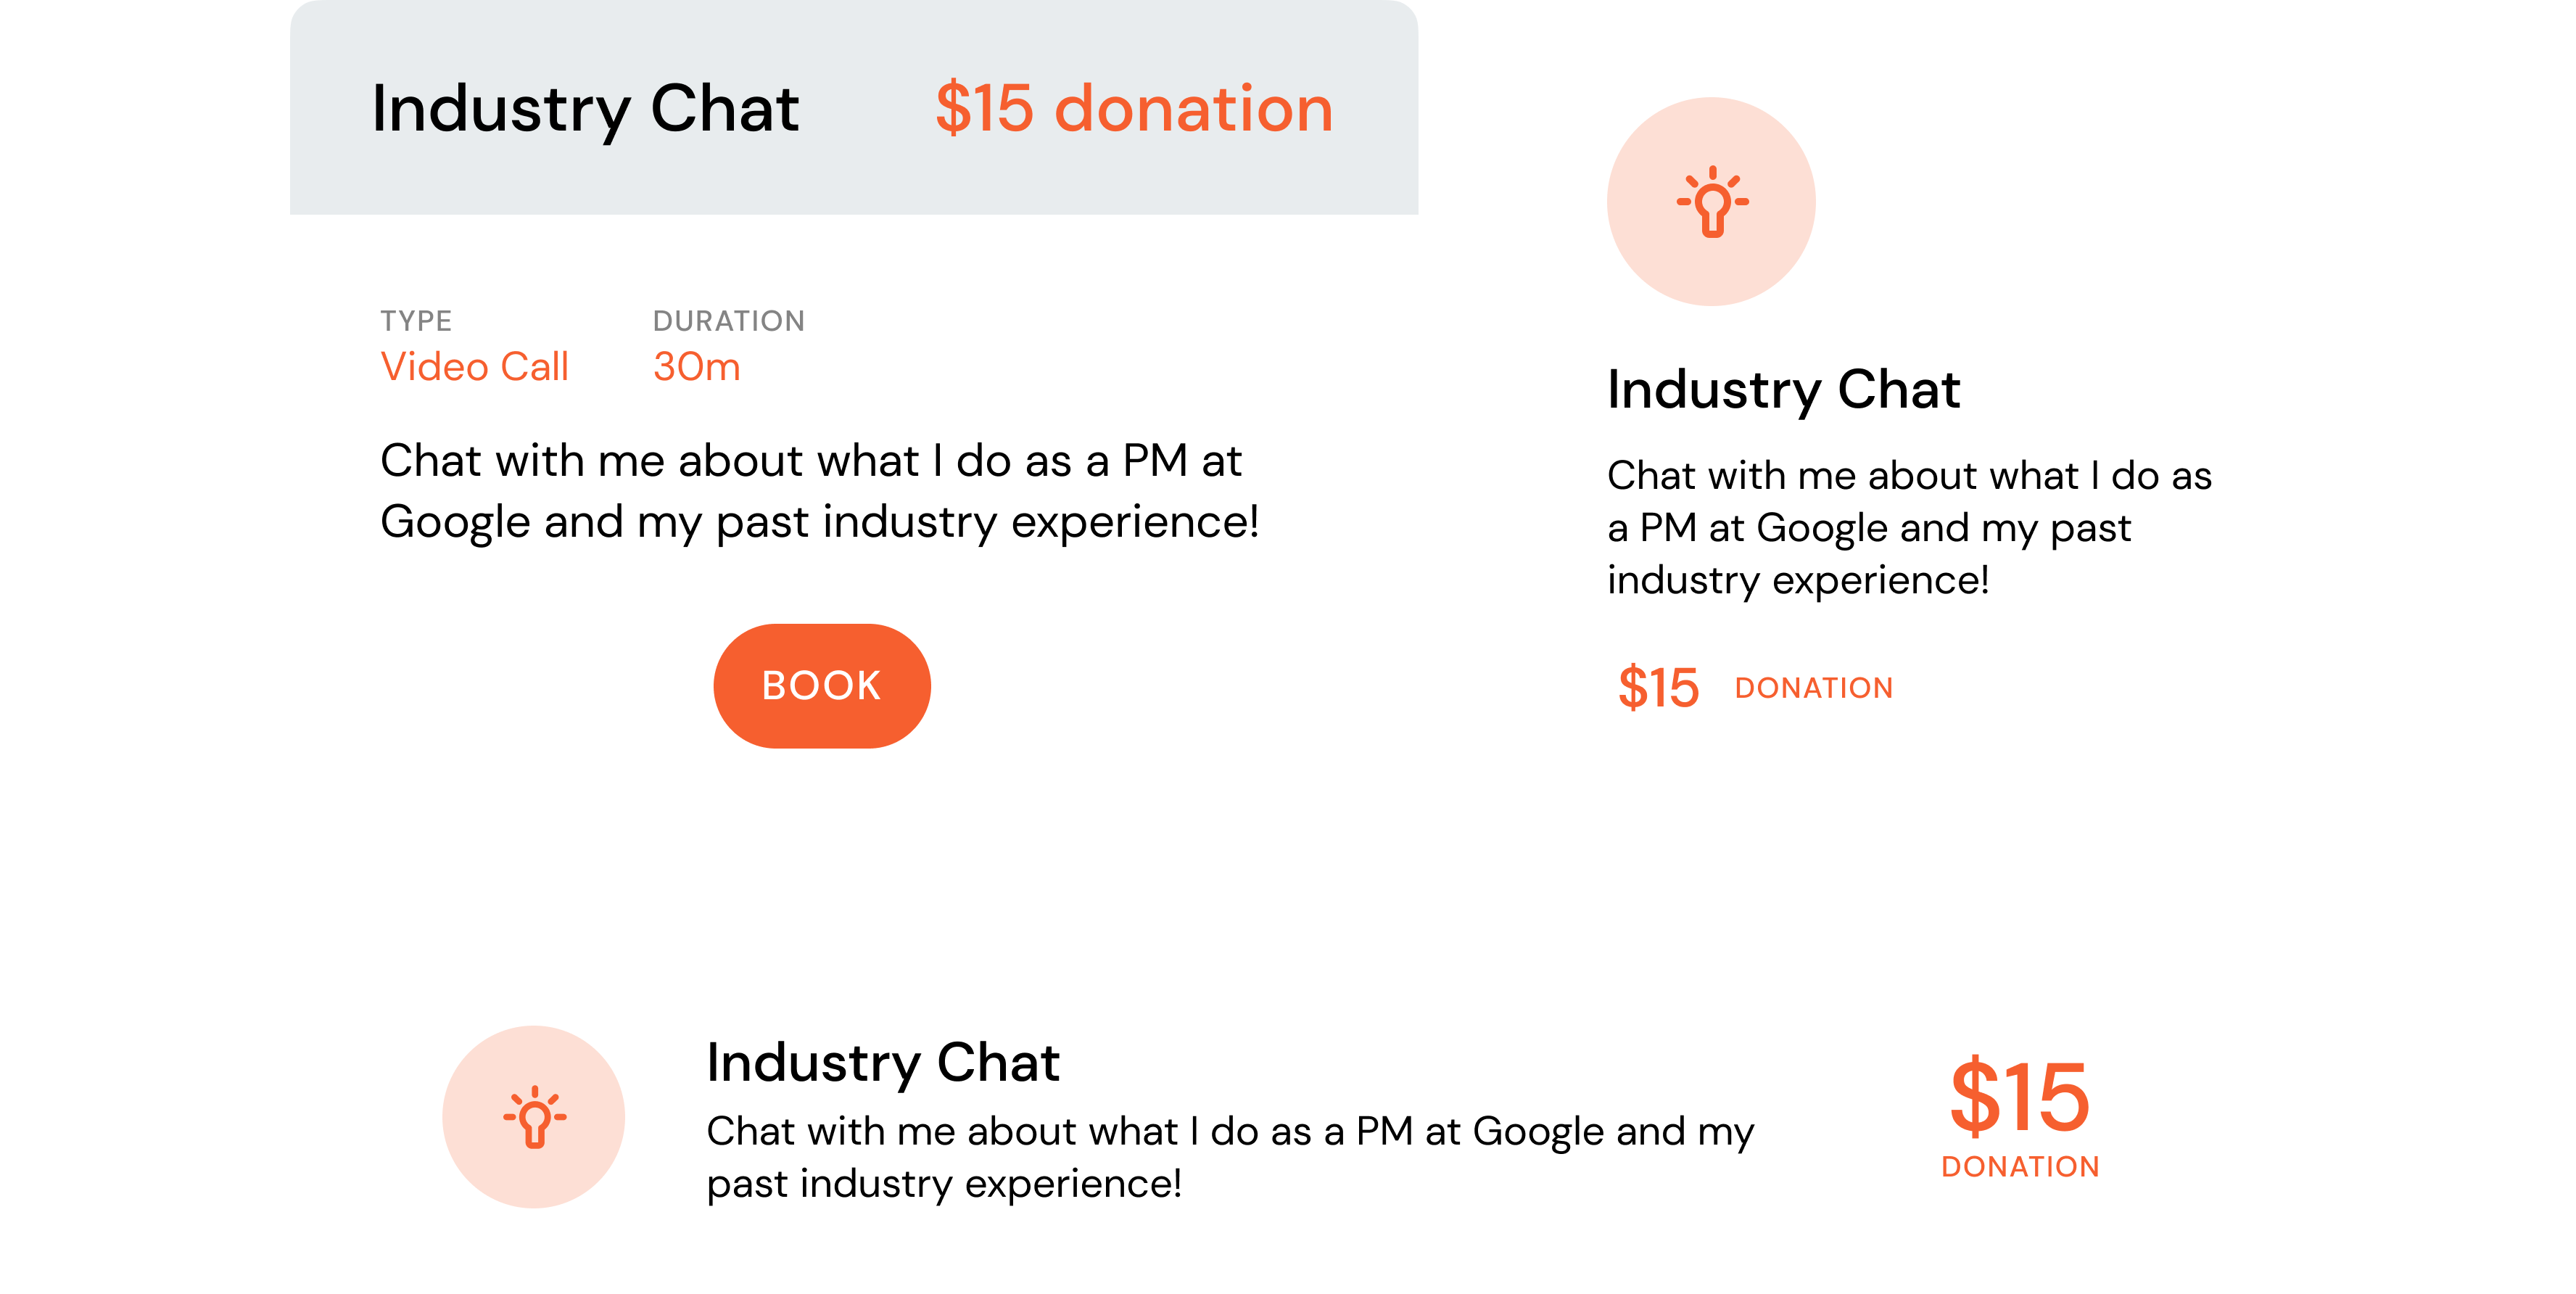 Industry Chat
$15 donation
TYPE
DURATION
Video Call
30m
Chat with me about what I do as a PM at
Google and my past industry experience!
BOOK
Industry Chat
Chat with me about what I do as
a PM at Google and my past
industry experience!
$15 DONATION
Industry Chat
Chat with me about what I do as a PM at Google and my
past industry experience!
$15
DONATION